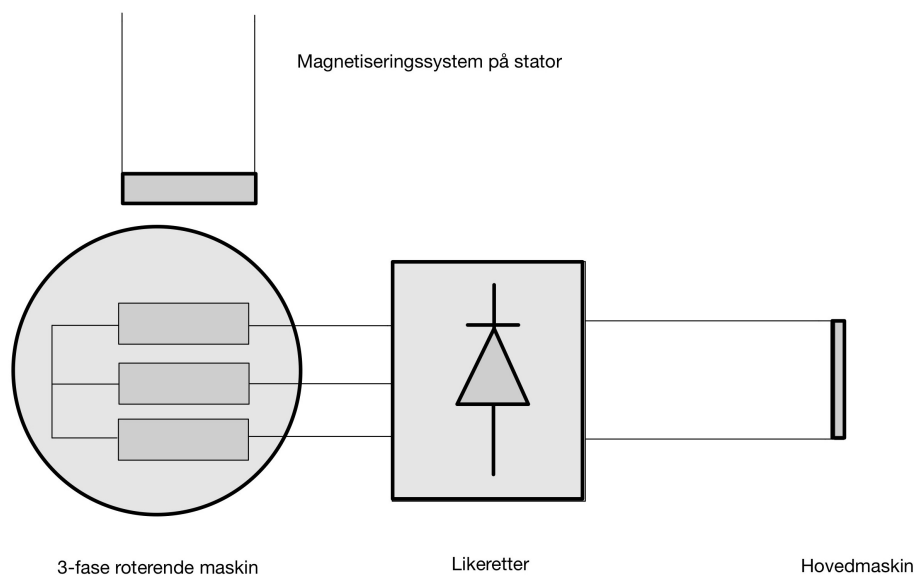 Magnetiseringssystem på stator
3-fase roterende maskin
Likeretter
Hovedmaskin